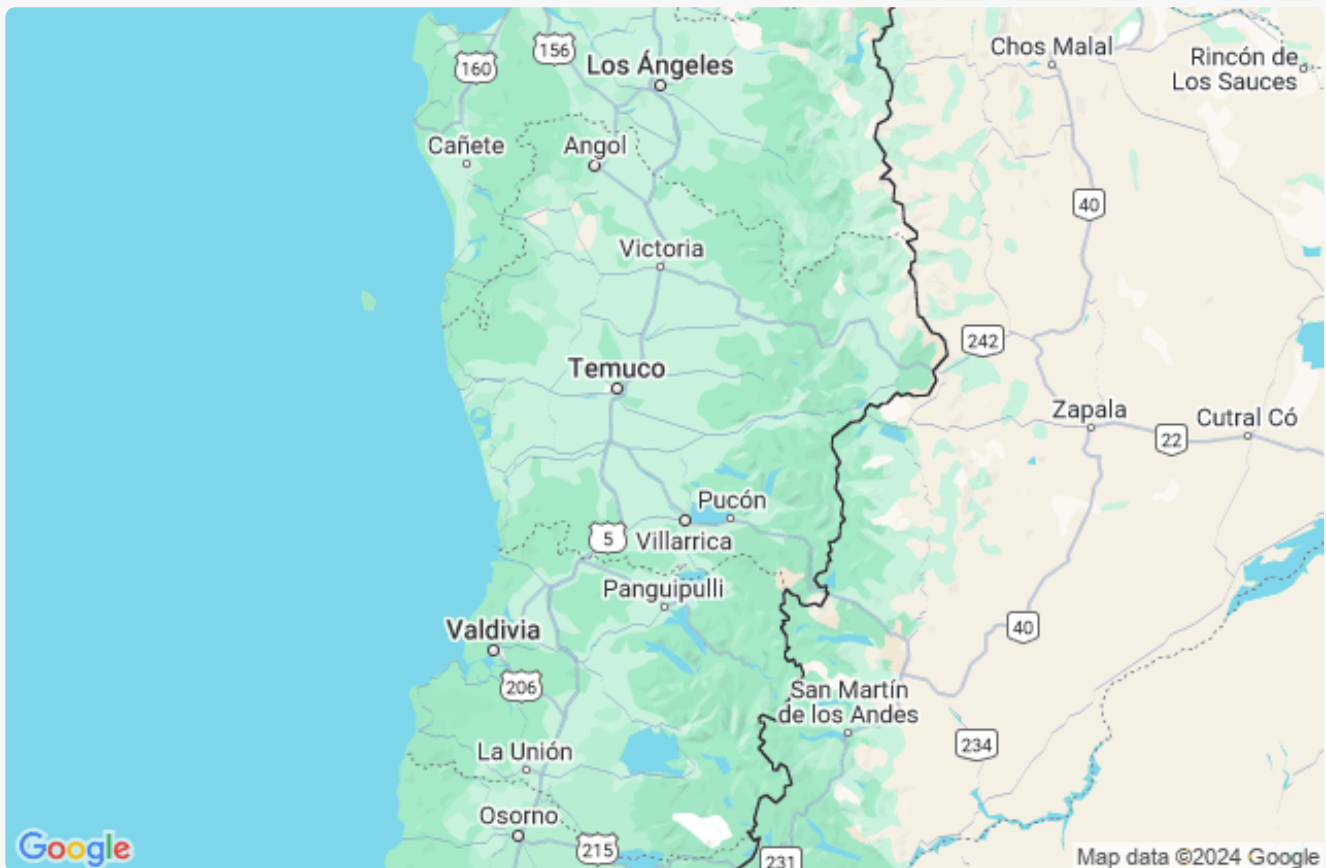 156
160
Los Ángeles
Chos Malal
Rincón de
Los Sauces
Cañete
Angol
40
Victoria
242
Temuco
Zapala
Cutral Có
22
Pucón
5
Villarrica
Panguipulli
Valdivia
40
206
San Martín
de los Andes
234
La Unión
Osorno
215
231
Google
Map data ©2024 Google